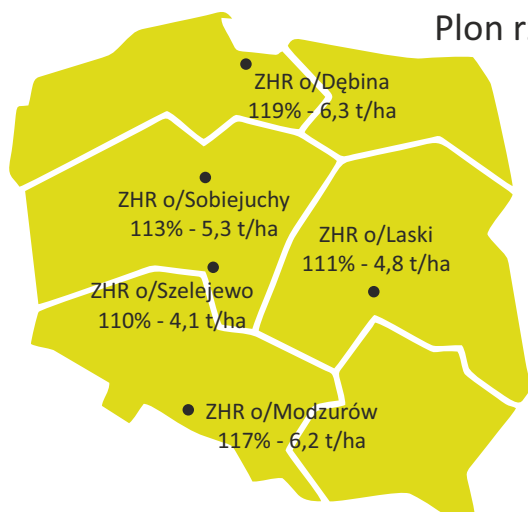 Plon
ZHR o/Dębina
119% - 6,3 t/ha
ZHR o/Sobiejuchy
113% - 5,3 t/ha
ZHR o/Laski
111% - 4,8 t/ha
ZHR o/Szelejewo
110% - 4,1 t/ha
ZHR o/Modzurów
117% - 6,2 t/ha